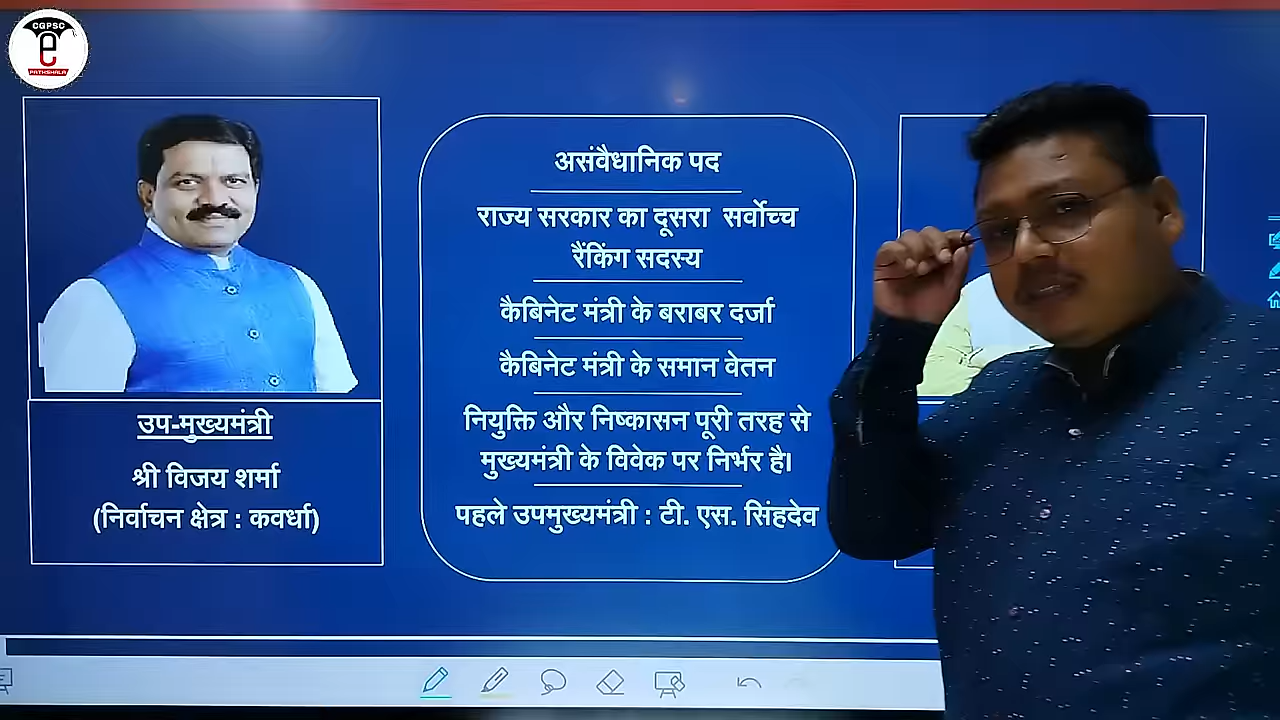 CGPSC
e
PATHSHALA
असंवैधानिक पद
राज्य सरकार का दूसरा सर्वोच्च
रैंकिंग सदस्य
कैबिनेट मंत्री के बराबर दर्जा
कैबिनेट मंत्री के समान वेतन
नियुक्ति और निष्कासन पूरी तरह से
मुख्यमंत्री के विवेक पर निर्भर है।
पहले उपमुख्यमंत्री : टी. एस. सिंहदेव
उप-मुख्यमंत्री
श्री विजय शर्मा
(निर्वाचन क्षेत्र : कवर्धा)